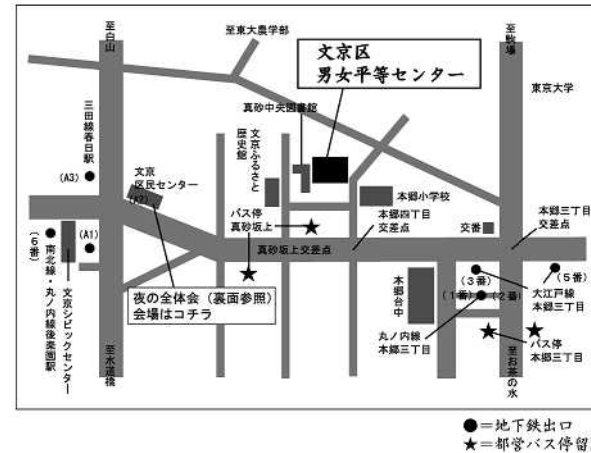 至白山
至東大農学部
至駒場
文京区
男女平等センター
東京大学
真砂中央図書館
三田線春日駅
文京ふるさと
歴史館
(A3)
文京
区民センター
(A2)
本郷小学校
バス停
真砂坂上
本郷四丁目
交差点
交番
本郷三丁目
交差点
真砂坂上交差点
(A1)
(6番)
南北線・丸ノ内線後楽園駅
文京シビックセンター
夜の全体会(裏面参照)
会場はコチラ
本郷台中
(3番)
(5番)
(1番)
(2番)
大江戸線
本郷三丁目
丸ノ内線
本郷三丁目
バス停
本郷三丁目
至水道橋
至お茶の水
●=地下鉄出口
★=都営バス停留